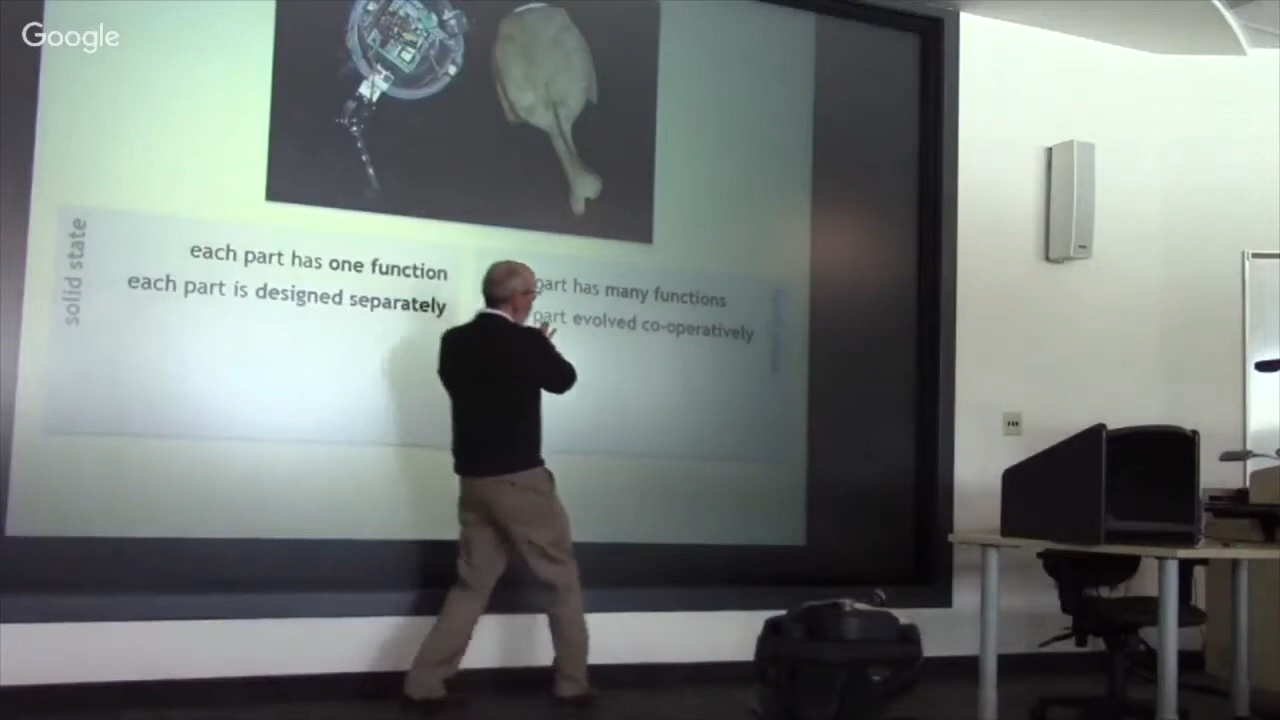 Google
solid state
each part has one function
each part is designed separately
part has many functions
part evolved co-operatively